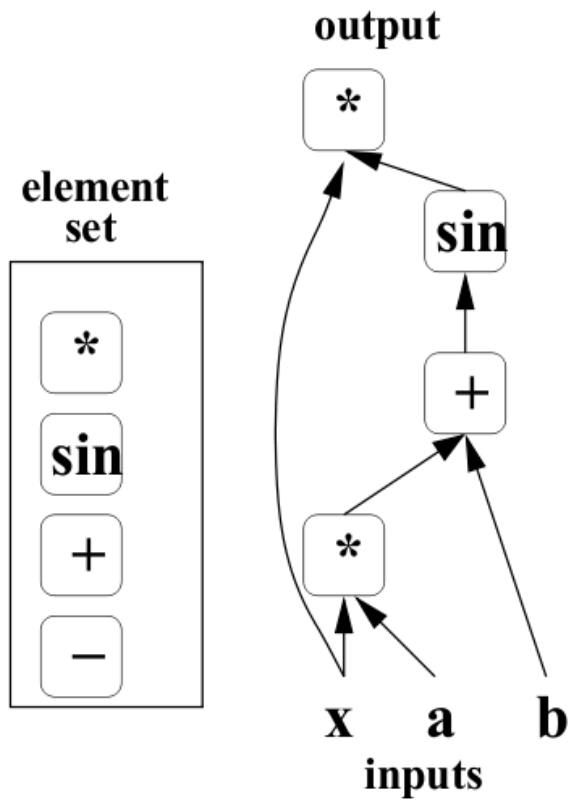 output
*
element
set
sin
*
sin
+
+
*
−
x a b
inputs